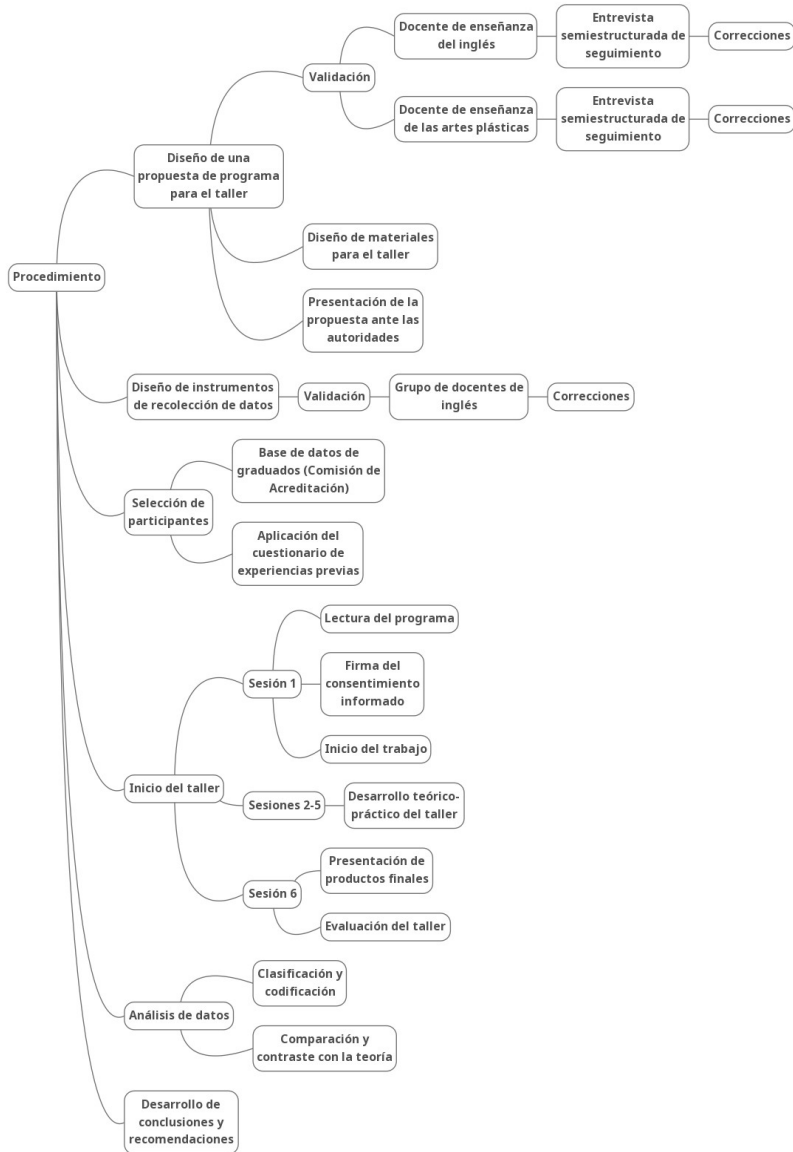 Procedimiento
Diseño de una
propuesta de programa
para el taller
Validación
Docente de enseñanza
del inglés
Entrevista
semiestructurada de
seguimiento
Correcciones
Docente de enseñanza
de las artes plásticas
Entrevista
semiestructurada de
seguimiento
Correcciones
Diseño de materiales
para el taller
Presentación de la
propuesta ante las
autoridades
Diseño de instrumentos
de recolección de datos
Validación
Grupo de docentes de
inglés
Correcciones
Selección de
participantes
Base de datos de
graduados (Comisión de
Acreditación)
Aplicación del
cuestionario de
experiencias previas
Inicio del taller
Sesión 1
Lectura del programa
Firma del
consentimiento
informado
Inicio del trabajo
Sesiones 2-5
Desarrollo teórico-
práctico del taller
Sesión 6
Presentación de
productos finales
Evaluación del taller
Análisis de datos
Clasificación y
codificación
Comparación y
contraste con la teoría
Desarrollo de
conclusiones y
recomendaciones